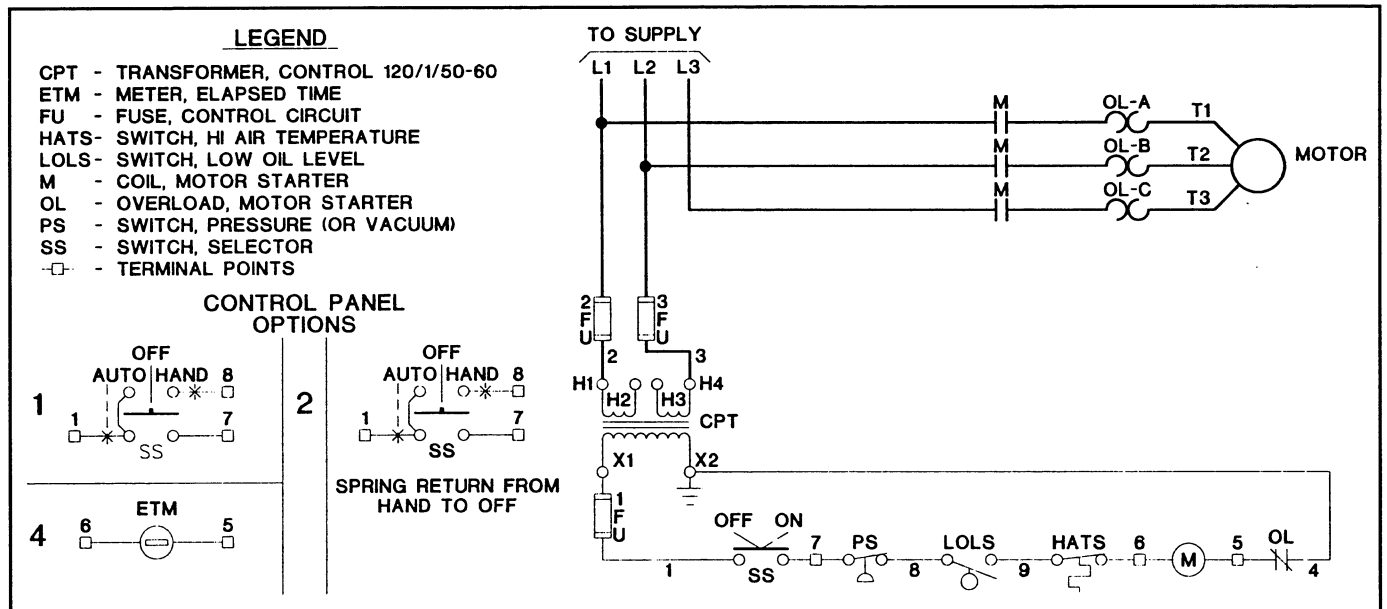 LEGEND
CPT - TRANSFORMER, CONTROL 120/1/50-60
ETM - METER, ELAPSED TIME
FU - FUSE, CONTROL CIRCUIT
HATS- SWITCH, HI AIR TEMPERATURE
LOLS- SWITCH, LOW OIL LEVEL
M - COIL, MOTOR STARTER
OL - OVERLOAD, MOTOR STARTER
PS - SWITCH, PRESSURE (OR VACUUM)
SS - SWITCH, SELECTOR
- TERMINAL POINTS
CONTROL PANEL
OPTIONS
1
OFF
AUTO HAND 8
1 7
SS
2
OFF
AUTO HAND 8
1 7
SS
SPRING RETURN FROM
HAND TO OFF
4
ETM
6 5
TO SUPPLY
L1 L2 L3
M OL-A T1
M OL-B T2
M OL-C T3
MOTOR
2FU 3FU
2 3
H1 H2 H3 H4
CPT
X1 X2
1FU
OFF ON
1 SS 7 PS 8 LOLS 9 HATS 6 M 5 OL 4